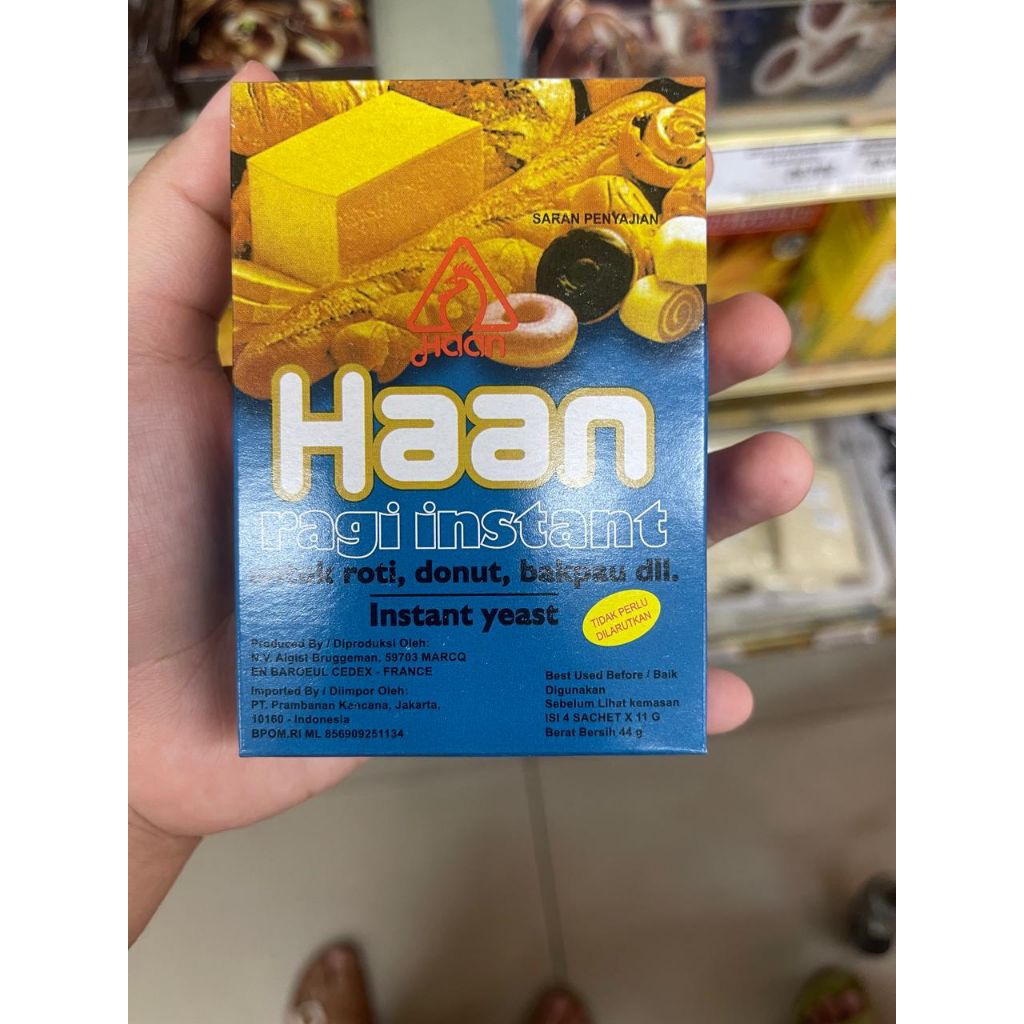 SARAN PENYAJIAN
Haan
Haan
ragi instant
untuk roti, donut, bakpau dll.
Instant yeast
TIDAK PERLU
DILARUTKAN
Produced By / Diproduksi Oleh:
N.V. Algist Bruggeman, 59703 MARCQ
EN BAROEUL CEDEX - FRANCE
Imported By / Diimpor Oleh:
PT. Prambanan Kencana, Jakarta,
10160 - Indonesia
BPOM.RI ML 856909251134
Best Used Before / Baik
Digunakan
Sebelum Lihat kemasan
ISI 4 SACHET X 11 G
Berat Bersih 44 g